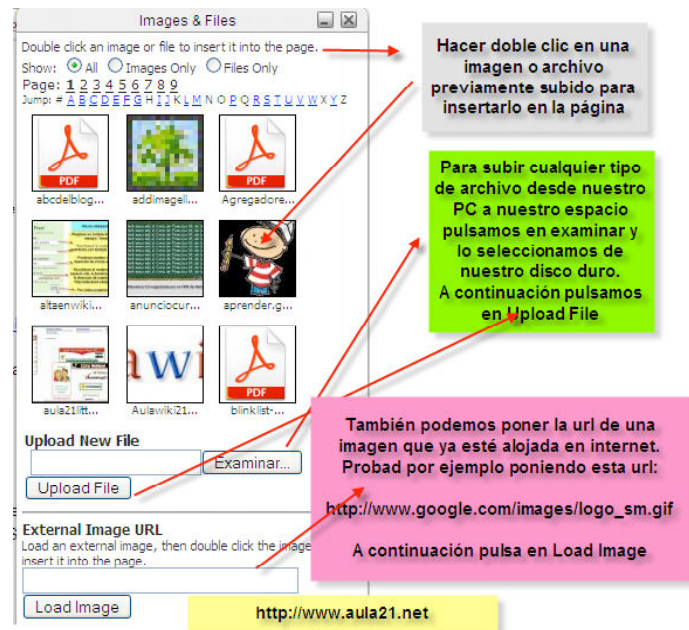 Images & Files
Double click an image or file to insert it into the page.
Show: All Images Only Files Only
Page: 1 2 3 4 5 6 7 8 9
Jump: # A B C D E F G H I J K L M N O P Q R S T U V W X Y Z
abcdelblog... addimageli... Agregadore...
altaenwiki... anunciocur... aprender.g...
aula21litt... Aulawiki21... blinklist-...
Upload New File
Examinar...
Upload File
External Image URL
Load an external image, then double click the image
insert it into the page.
Load Image
Hacer doble clic en una
imagen o archivo
previamente subido para
insertarlo en la página
Para subir cualquier tipo
de archivo desde nuestro
PC a nuestro espacio
pulsamos en examinar y
lo seleccionamos de
nuestro disco duro.
A continuación pulsamos
en Upload File
También podemos poner la url de una
imagen que ya esté alojada en internet.
Probad por ejemplo poniendo esta url:
http://www.google.com/images/logo_sm.gif
A continuación pulsa en Load Image
http://www.aula21.net
PDF
PDF
PDF